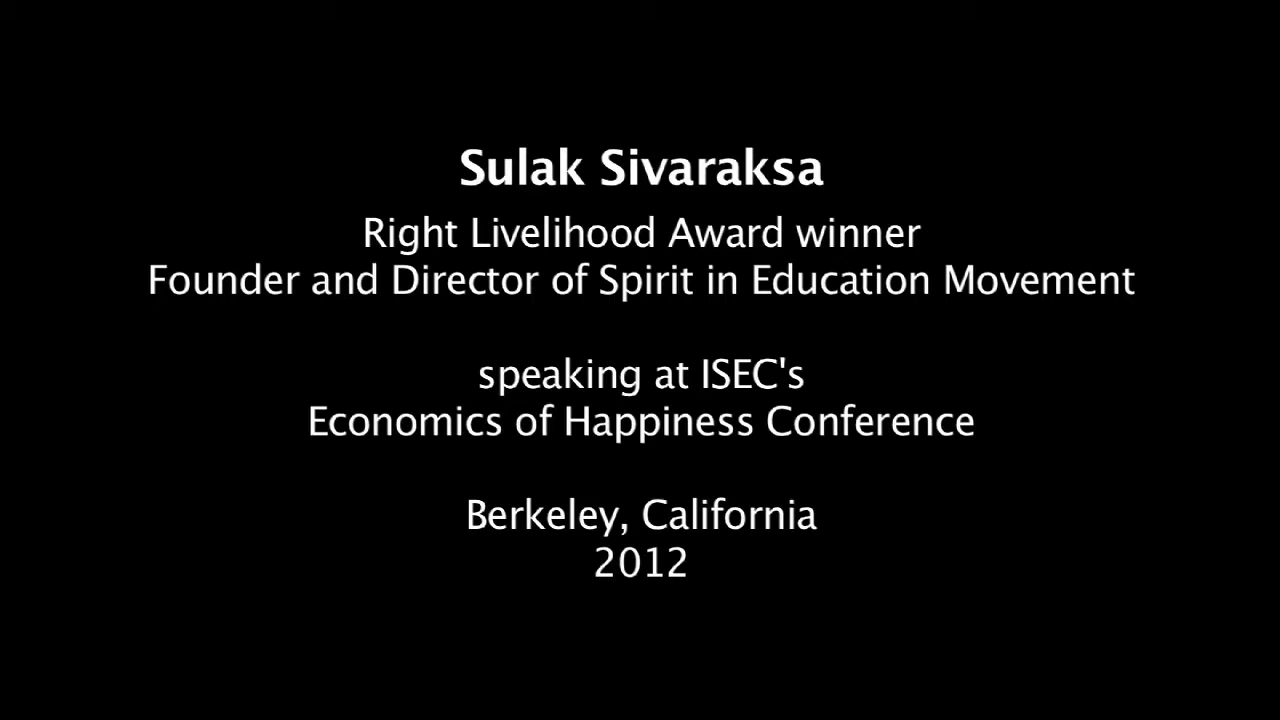 Sulak Sivaraksa
Right Livelihood Award winner
Founder and Director of Spirit in Education Movement
speaking at ISEC's
Economics of Happiness Conference
Berkeley, California
2012